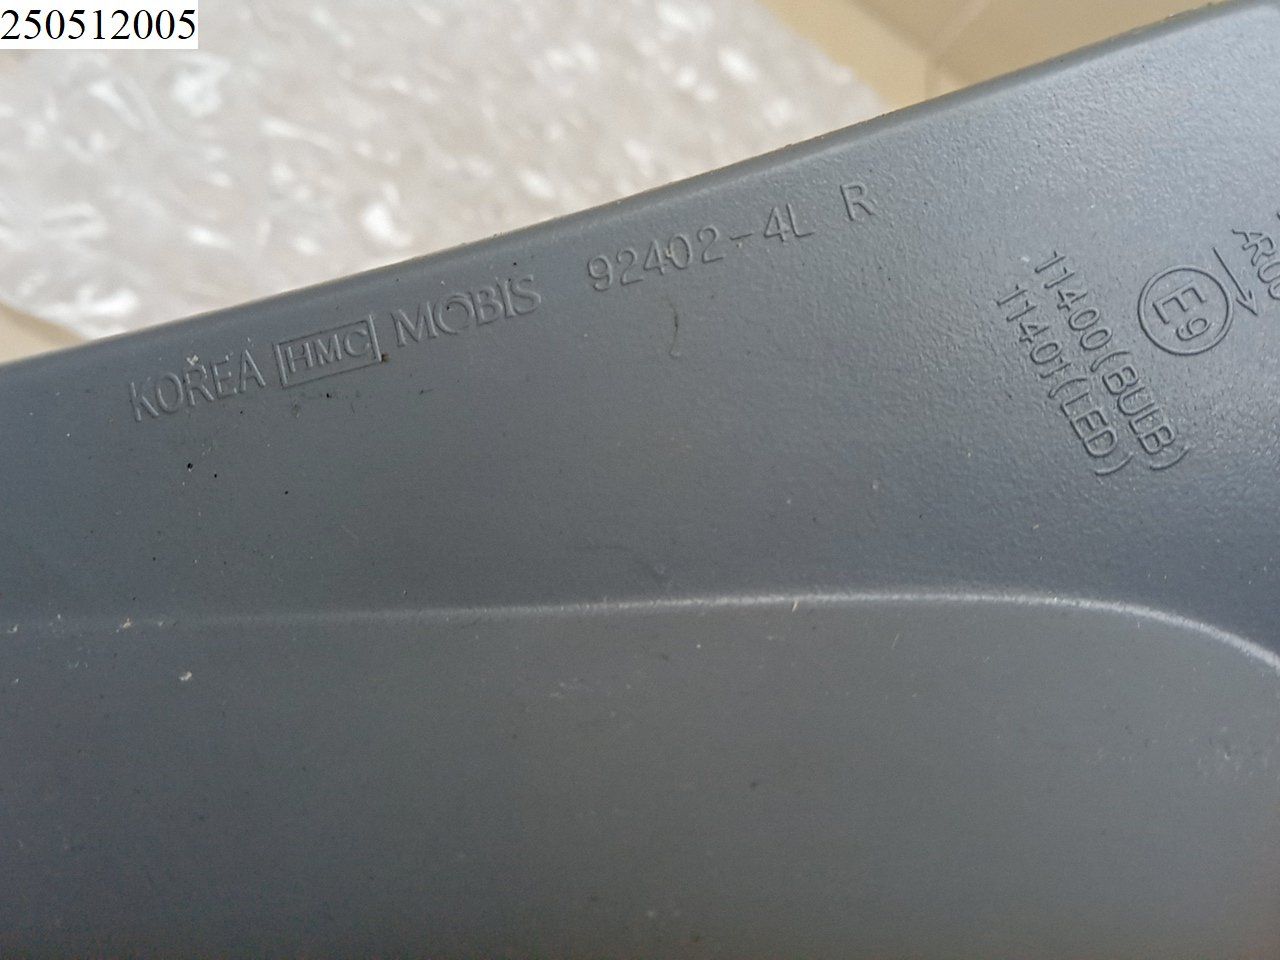 250512005
KOREA HMC MOBIS 92402-4L R
E9
11400(BULB)
11401(LED)